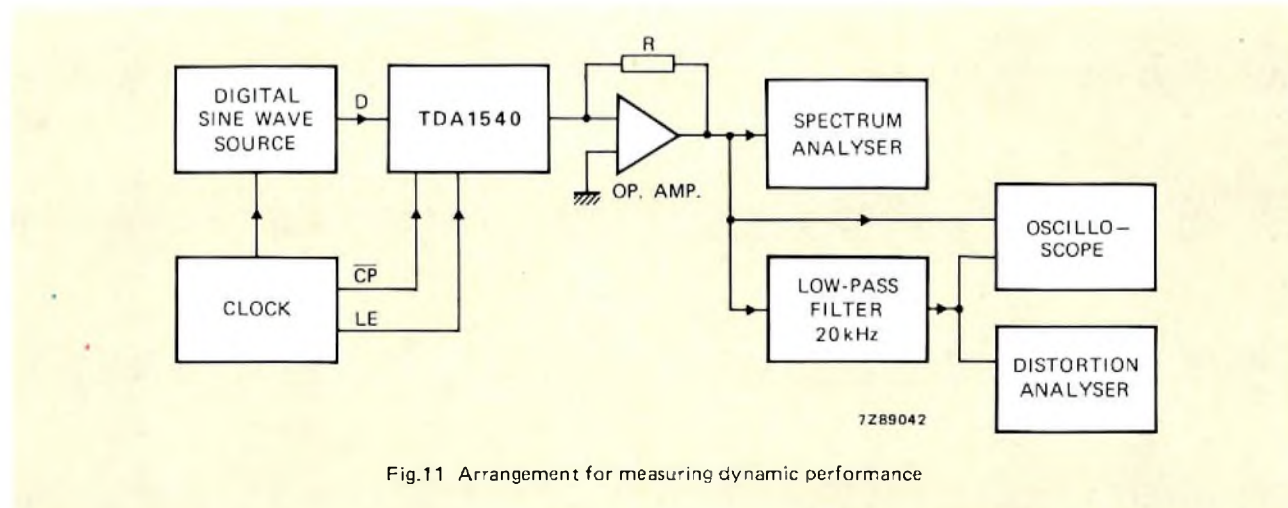 R
DIGITAL
SINE WAVE
SOURCE
D
TDA1540
SPECTRUM
ANALYSER
OP. AMP.
OSCILLO–
SCOPE
CLOCK
C̅P̅
LE
LOW-PASS
FILTER
20 kHz
DISTORTION
ANALYSER
7Z89042
Fig.11 Arrangement for measuring dynamic performance